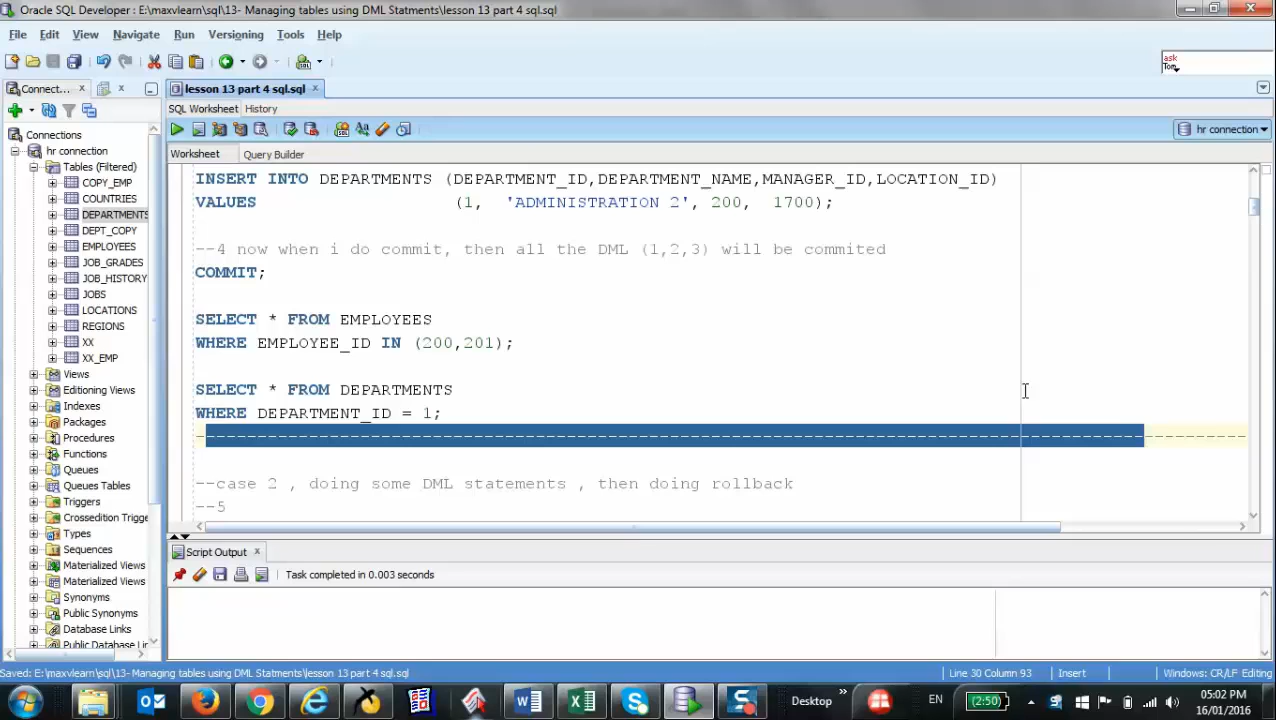 Oracle SQL Developer : E:\maxvlearn\sql\13- Managing tables using DML Statments\lesson 13 part 4 sql.sql
File Edit View Navigate Run Versioning Tools Help
ask
Tom
Connect...
lesson 13 part 4 sql.sql
SQL Worksheet History
hr connection
Worksheet Query Builder
Connections
hr connection
Tables (Filtered)
COPY_EMP
COUNTRIES
DEPARTMENTS
DEPT_COPY
EMPLOYEES
JOB_GRADES
JOB_HISTORY
JOBS
LOCATIONS
REGIONS
XX
XX_EMP
Views
Editioning Views
Indexes
Packages
Procedures
Functions
Queues
Queues Tables
Triggers
Crossedition Trigge
Types
Sequences
Materialized Views
Materialized Views
Synonyms
Public Synonyms
Database Links
Public Database Lir
INSERT INTO DEPARTMENTS (DEPARTMENT_ID,DEPARTMENT_NAME,MANAGER_ID,LOCATION_ID)
VALUES (1, 'ADMINISTRATION 2', 200, 1700);
--4 now when i do commit, then all the DML (1,2,3) will be commited
COMMIT;
SELECT * FROM EMPLOYEES
WHERE EMPLOYEE_ID IN (200,201);
SELECT * FROM DEPARTMENTS
WHERE DEPARTMENT_ID = 1;
--case 2 , doing some DML statements , then doing rollback
--5
Script Output
Task completed in 0.003 seconds
Saved: E:\maxvlearn\sql\13- Managing tables using DML Statments\lesson 13 part 4 sql.sql
Line 30 Column 93 Insert Windows: CR/LF Editing
Desktop
EN
(2:50)
05:02 PM
16/01/2016